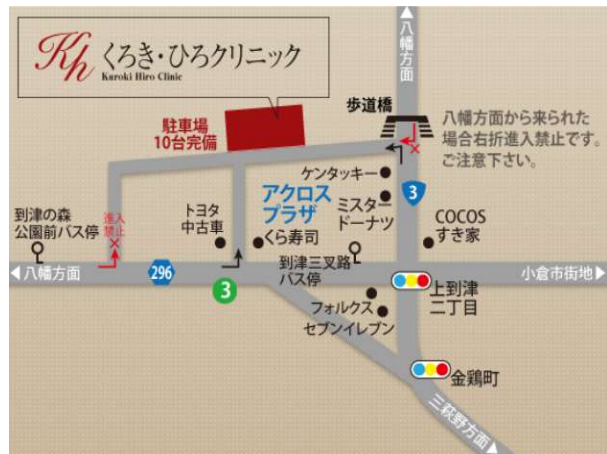 Kh くろき・ひろクリニック
Kuroki Hiro Clinic
▲八幡方面
歩道橋
八幡方面から来られた
場合右折進入禁止です。
ご注意下さい。
駐車場
10台完備
ケンタッキー
ミスター
ドーナツ
3
アクロス
プラザ
到津の森
公園前バス停
進入
禁止
トヨタ
中古車
くら寿司
COCOS
すき家
到津三叉路
バス停
◀八幡方面
296
3
小倉市街地▶
上到津
二丁目
フォルクス
セブンイレブン
金鶏町
三萩野方面▶